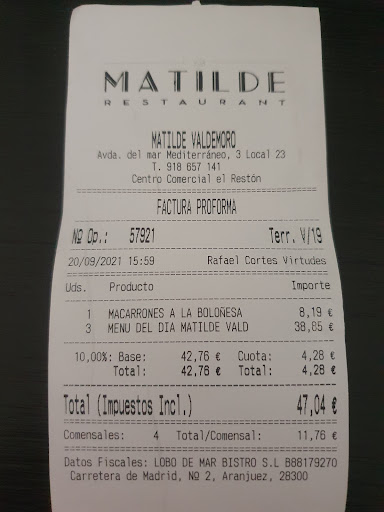 MATILDE
RESTAURANT
MATILDE VALDEMORO
Avda. del mar Mediterráneo, 3 Local 23
T. 918 657 141
Centro Comercial el Restón
FACTURA PROFORMA
Nº Op.: 57921 Terr. V/19
20/09/2021 15:59 Rafael Cortes Virtudes
Uds. Producto Importe
1 MACARRONES A LA BOLOÑESA 8,19 €
3 MENU DEL DIA MATILDE VALD 38,85 €
10,00%: Base: 42,76 € Cuota: 4,28 €
Total: 42,76 € Total: 4,28 €
Total (Impuestos Incl.) 47,04 €
Comensales: 4 Total/Comensal: 11,76 €
Datos Fiscales: LOBO DE MAR BISTRO S.L B88179270
Carretera de Madrid, Nº 2, Aranjuez, 28300